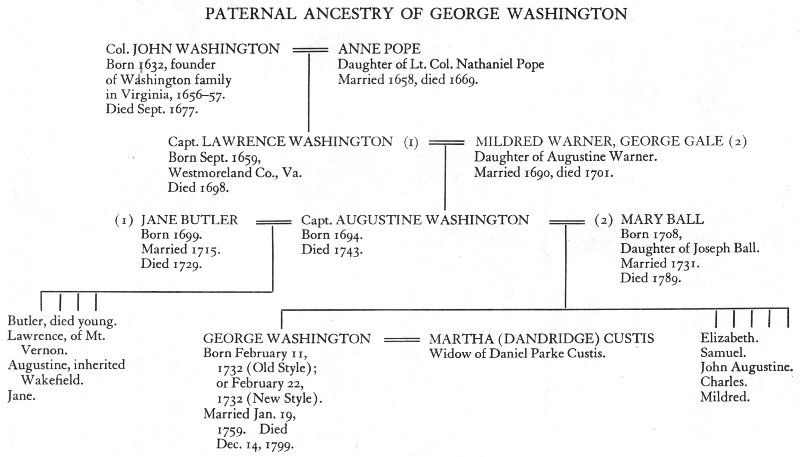 PATERNAL ANCESTRY OF GEORGE WASHINGTON
Col. JOHN WASHINGTON
Born 1632, founder
of Washington family
in Virginia, 1656–57.
Died Sept. 1677.
ANNE POPE
Daughter of Lt. Col. Nathaniel Pope
Married 1658, died 1669.
Capt. LAWRENCE WASHINGTON (1)
Born Sept. 1659,
Westmoreland Co., Va.
Died 1698.
MILDRED WARNER, GEORGE GALE (2)
Daughter of Augustine Warner.
Married 1690, died 1701.
(1) JANE BUTLER
Born 1699.
Married 1715.
Died 1729.
Capt. AUGUSTINE WASHINGTON
Born 1694.
Died 1743.
(2) MARY BALL
Born 1708,
Daughter of Joseph Ball.
Married 1731.
Died 1789.
Butler, died young.
Lawrence, of Mt.
Vernon.
Augustine, inherited
Wakefield.
Jane.
GEORGE WASHINGTON
Born February 11,
1732 (Old Style);
or February 22,
1732 (New Style).
Married Jan. 19,
1759. Died
Dec. 14, 1799.
MARTHA (DANDRIDGE) CUSTIS
Widow of Daniel Parke Custis.
Elizabeth.
Samuel.
John Augustine.
Charles.
Mildred.